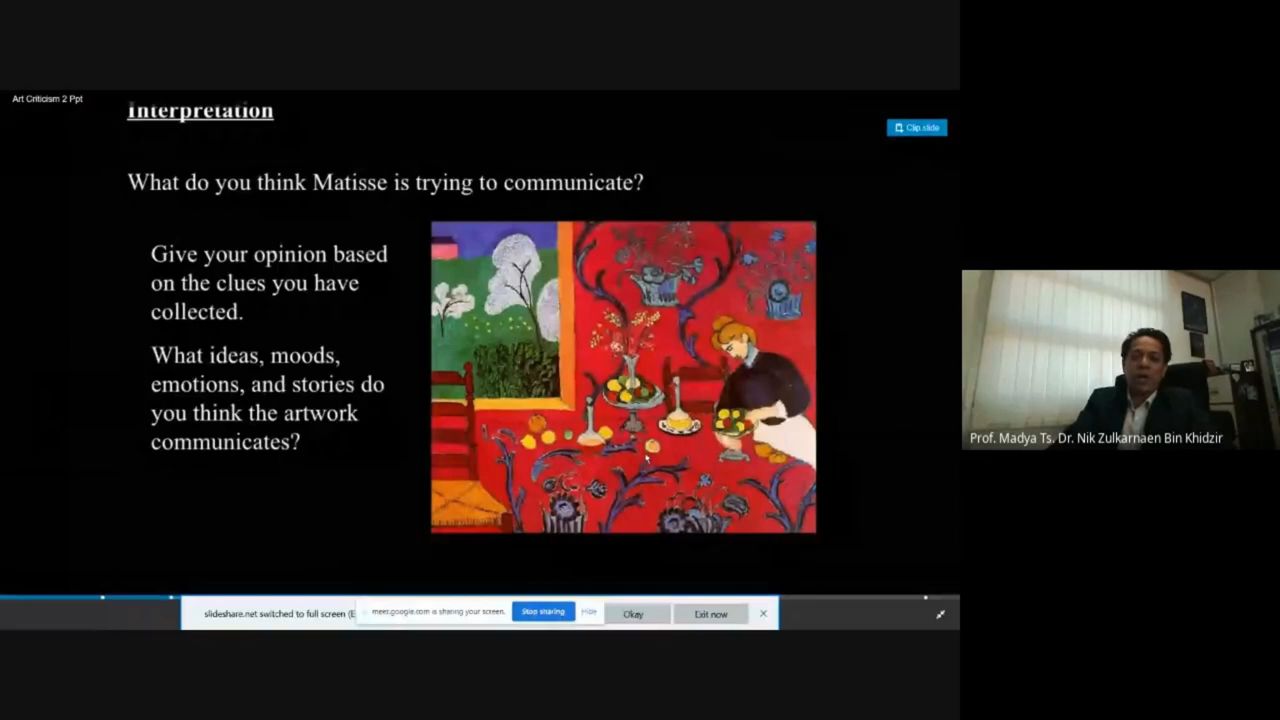 Art Criticism 2 Ppt
Interpretation
Clip slide
What do you think Matisse is trying to communicate?
Give your opinion based
on the clues you have
collected.
What ideas, moods,
emotions, and stories do
you think the artwork
communicates?
Prof. Madya Ts. Dr. Nik Zulkarnaen Bin Khidzir
slideshare.net switched to full screen (E
meet.google.com is sharing your screen.
Stop sharing
Hide
Okay
Exit now